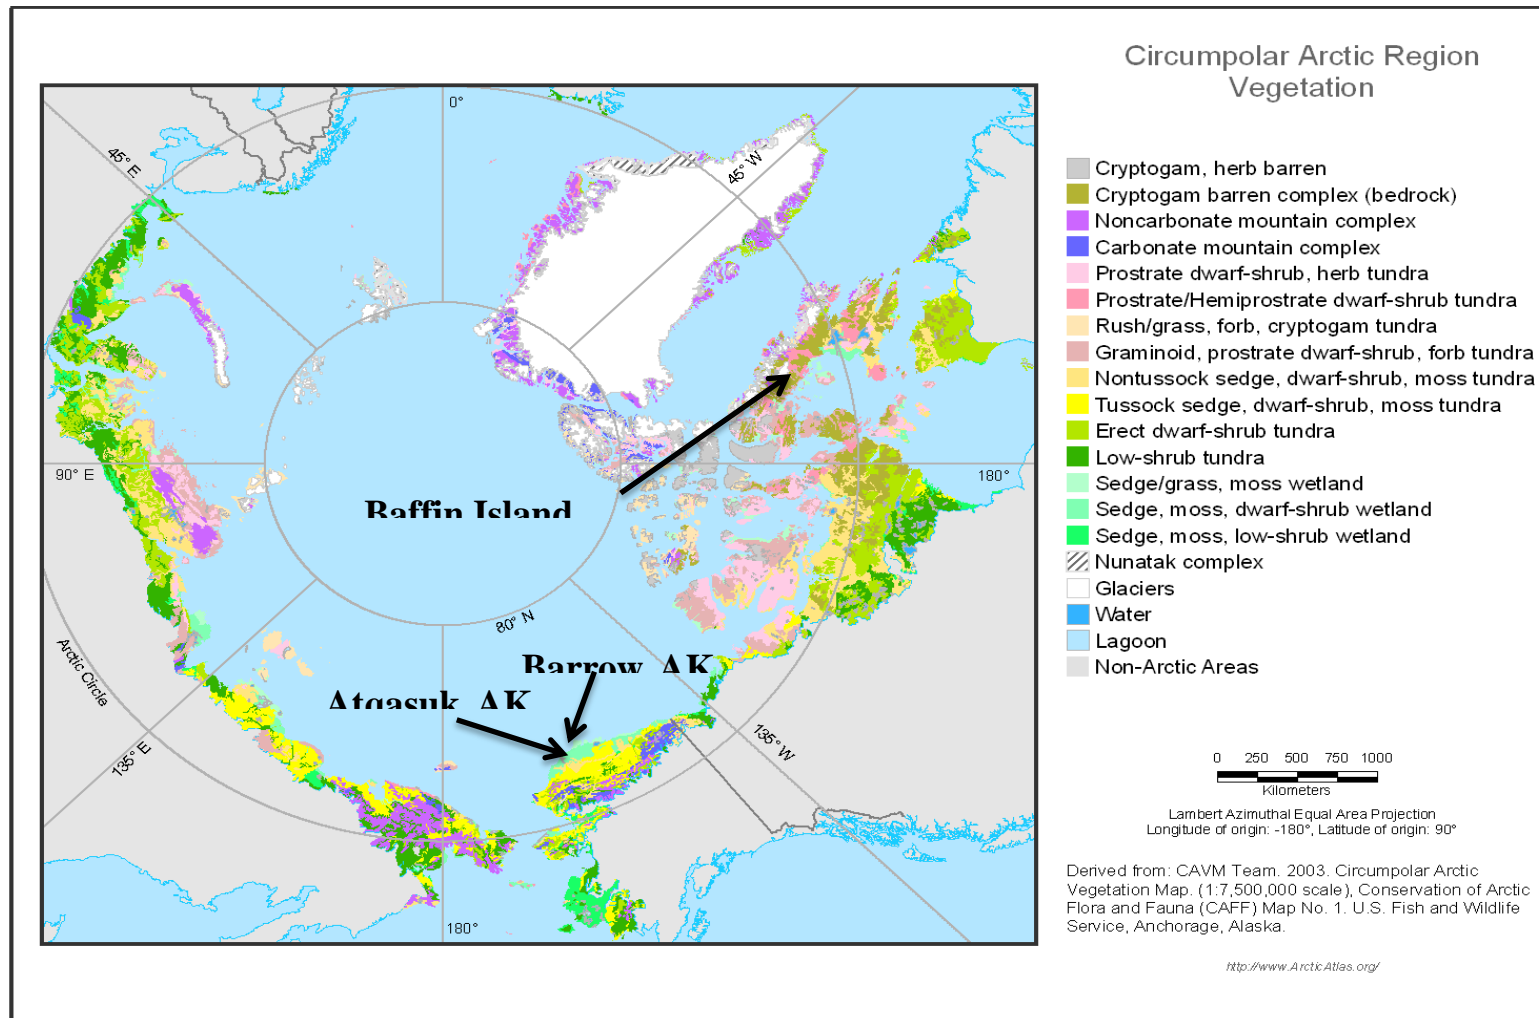 Circumpolar Arctic Region
Vegetation
0°
45° E
45° W
90° E
180°
80° N
Arctic Circle
135° E
135° W
180°
Baffin Island
Barrow AK
Atqasuk AK
Cryptogam, herb barren
Cryptogam barren complex (bedrock)
Noncarbonate mountain complex
Carbonate mountain complex
Prostrate dwarf-shrub, herb tundra
Prostrate/Hemiprostrate dwarf-shrub tundra
Rush/grass, forb, cryptogam tundra
Graminoid, prostrate dwarf-shrub, forb tundra
Nontussock sedge, dwarf-shrub, moss tundra
Tussock sedge, dwarf-shrub, moss tundra
Erect dwarf-shrub tundra
Low-shrub tundra
Sedge/grass, moss wetland
Sedge, moss, dwarf-shrub wetland
Sedge, moss, low-shrub wetland
Nunatak complex
Glaciers
Water
Lagoon
Non-Arctic Areas
0 250 500 750 1000
Kilometers
Lambert Azimuthal Equal Area Projection
Longitude of origin: -180°, Latitude of origin: 90°
Derived from: CAVM Team. 2003. Circumpolar Arctic
Vegetation Map. (1:7,500,000 scale), Conservation of Arctic
Flora and Fauna (CAFF) Map No. 1. U.S. Fish and Wildlife
Service, Anchorage, Alaska.
http://www.ArcticAtlas.org/